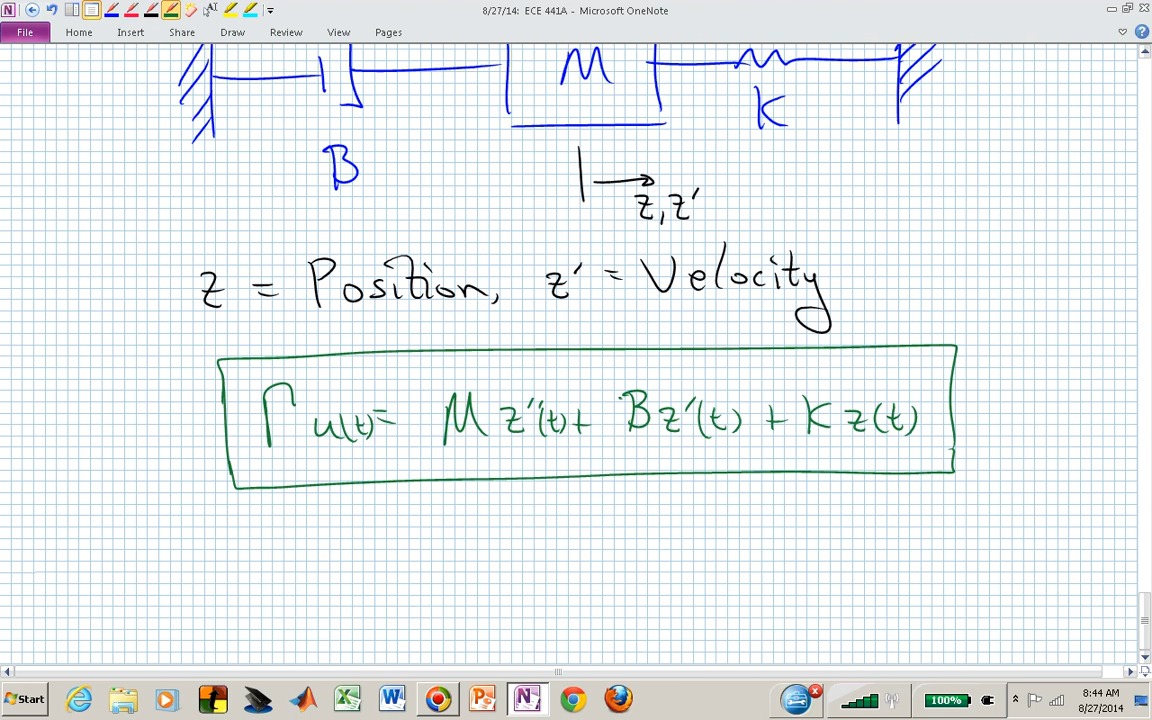 8/27/14: ECE 441A - Microsoft OneNote
File Home Insert Share Draw Review View Pages
M
K
B
z, z'
z = Position, z' = Velocity
Γ u(t) = M z''(t) + B z'(t) + K z(t)
Start
100%
8:44 AM
8/27/2014